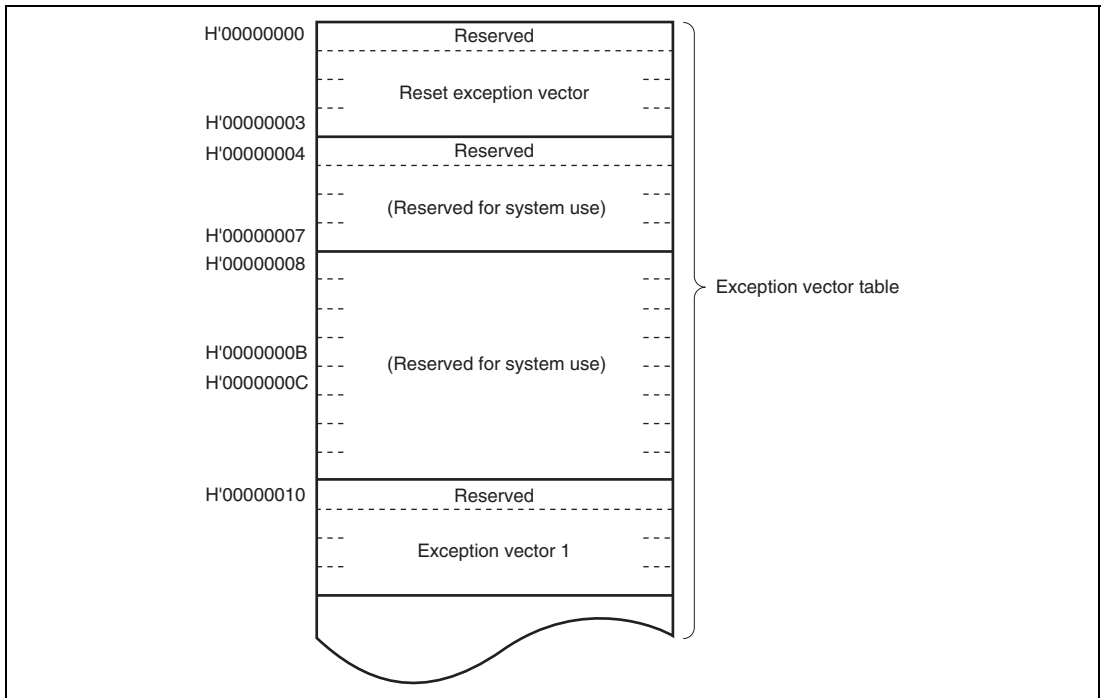 H'00000000
Reserved
Reset exception vector
H'00000003
H'00000004
Reserved
(Reserved for system use)
H'00000007
H'00000008
Exception vector table
H'0000000B
(Reserved for system use)
H'0000000C
H'00000010
Reserved
Exception vector 1